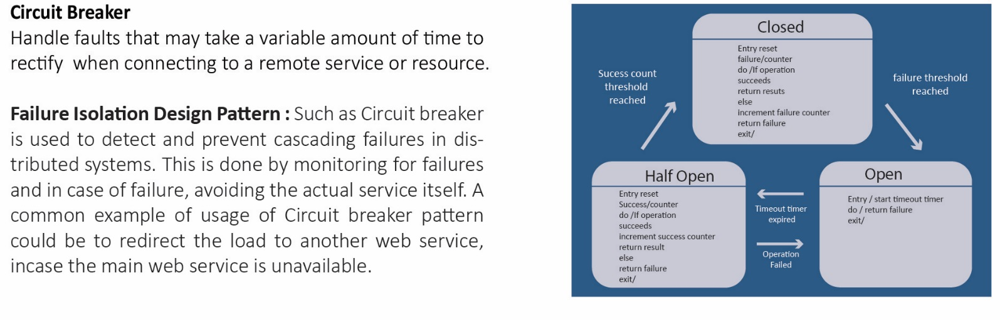 Circuit Breaker
Handle faults that may take a variable amount of time to
rectify when connecting to a remote service or resource.
Failure Isolation Design Pattern : Such as Circuit breaker
is used to detect and prevent cascading failures in dis-
tributed systems. This is done by monitoring for failures
and in case of failure, avoiding the actual service itself. A
common example of usage of Circuit breaker pattern
could be to redirect the load to another web service,
incase the main web service is unavailable.
Closed
Entry reset
failure/counter
do /If operation
succeeds
return resuts
else
increment failure counter
return failure
exit/
Sucess count
threshold
reached
failure threshold
reached
Half Open
Entry reset
Success/counter
do /If operation
succeeds
increment success counter
return result
else
return failure
exit/
Timeout timer
expired
Operation
Failed
Open
Entry / start timeout timer
do / return failure
exit/